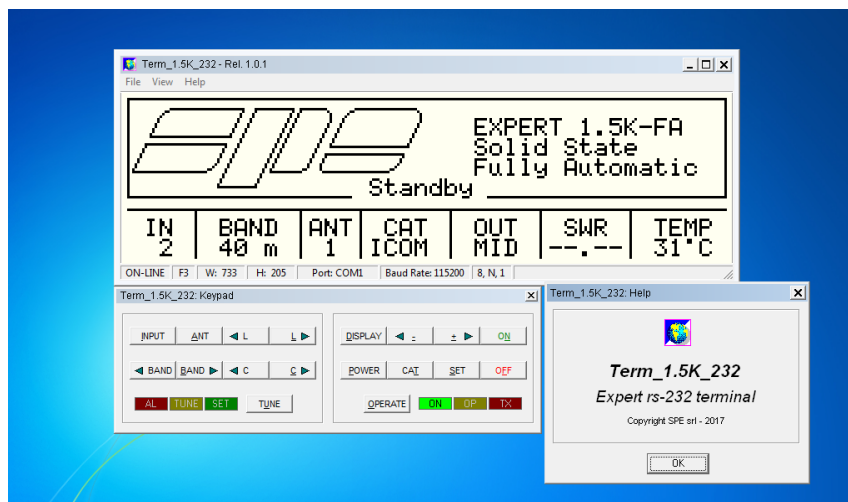 Term_1.5K_232 - Rel. 1.0.1
File View Help
spe
EXPERT 1.5K-FA
Solid State
Fully Automatic
Standby
IN BAND ANT CAT OUT SWR TEMP
2 40 m 1 ICOM MID --.-- 31°C
ON-LINE F3 W: 733 H: 205 Port: COM1 Baud Rate: 115200 8, N, 1
Term_1.5K_232: Keypad
INPUT ANT ◄ L L ► DISPLAY ◄ - + ► ON
◄ BAND BAND ► ◄ C C ► POWER CAT SET OFF
AL TUNE SET TUNE OPERATE ON OP TX
Term_1.5K_232: Help
Term_1.5K_232
Expert rs-232 terminal
Copyright SPE srl - 2017
OK